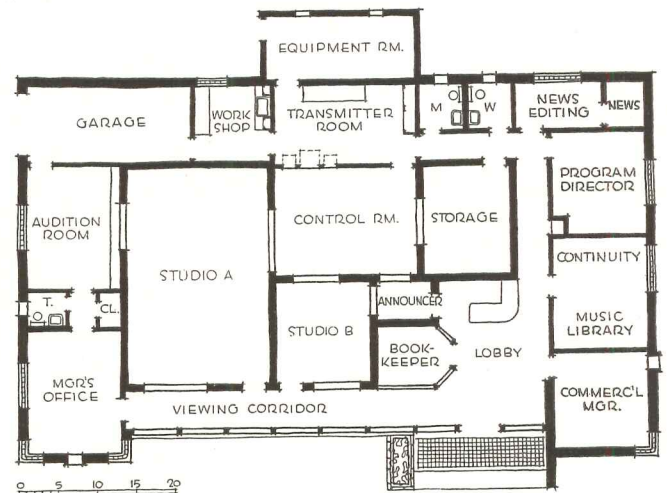 EQUIPMENT RM.
GARAGE
WORK
SHOP
TRANSMITTER
ROOM
M
W
NEWS
EDITING
NEWS
AUDITION
ROOM
STUDIO A
CONTROL RM.
STORAGE
PROGRAM
DIRECTOR
CONTINUITY
MUSIC
LIBRARY
T.
CL.
STUDIO B
ANNOUNCER
BOOK-
KEEPER
LOBBY
MGR'S
OFFICE
VIEWING CORRIDOR
COMMERC'L
MGR.
0 5 10 15 20